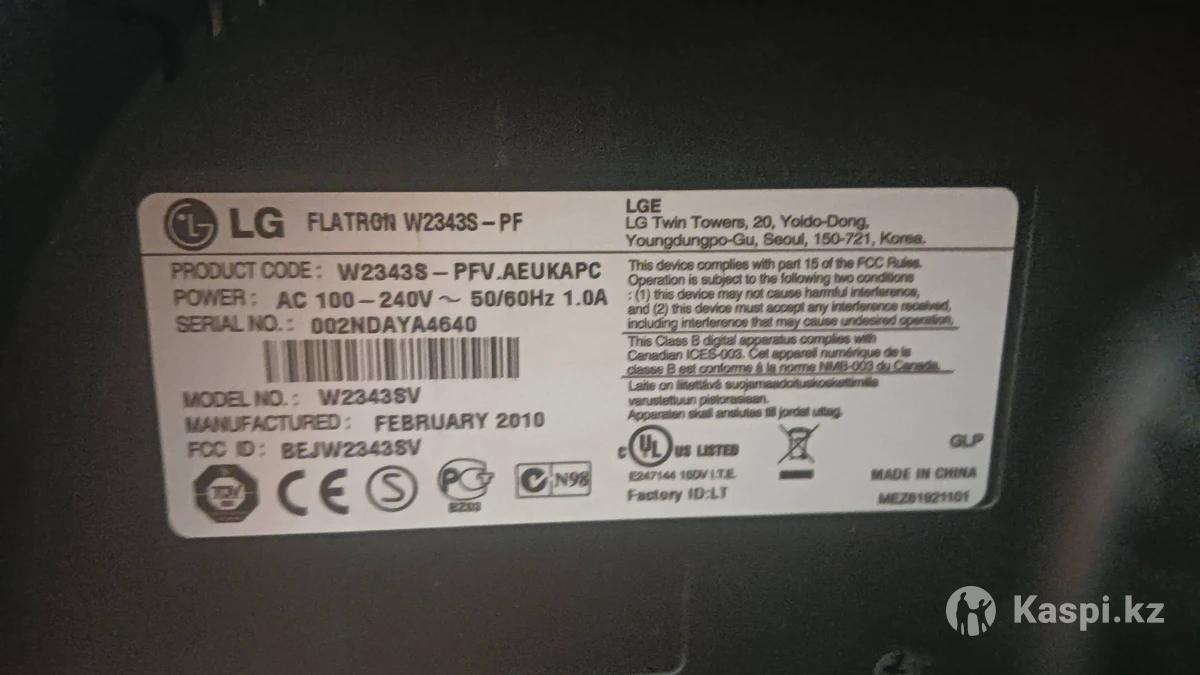 LG FLATRON W2343S-PF
PRODUCT CODE: W2343S-PFV.AEUKAPC
POWER: AC 100-240V ~ 50/60Hz 1.0A
SERIAL NO.: 002NDAYA4640
MODEL NO.: W2343SV
MANUFACTURED: FEBRUARY 2010
FCC ID: BEJW2343SV
TÜV
CE
S
PCT
N98
LGE
LG Twin Towers, 20, Yoido-Dong,
Youngdungpo-Gu, Seoul, 150-721, Korea.
This device complies with part 15 of the FCC Rules.
Operation is subject to the following two conditions
: (1) this device may not cause harmful interference,
and (2) this device must accept any interference received,
including interference that may cause undesired operation.
This Class B digital apparatus complies with
Canadian ICES-003. Cet appareil numérique de la
classe B est conforme à la norme NMB-003 du Canada.
Laite on liitettävä suojamaadoituskoskettimilla
varustettuun pistorasiaan.
Apparaten skall anslutas till jordat uttag.
c UL US LISTED
E247144 16DV I.T.E.
Factory ID:LT
GLP
MADE IN CHINA
MEZ61921101
Kaspi.kz